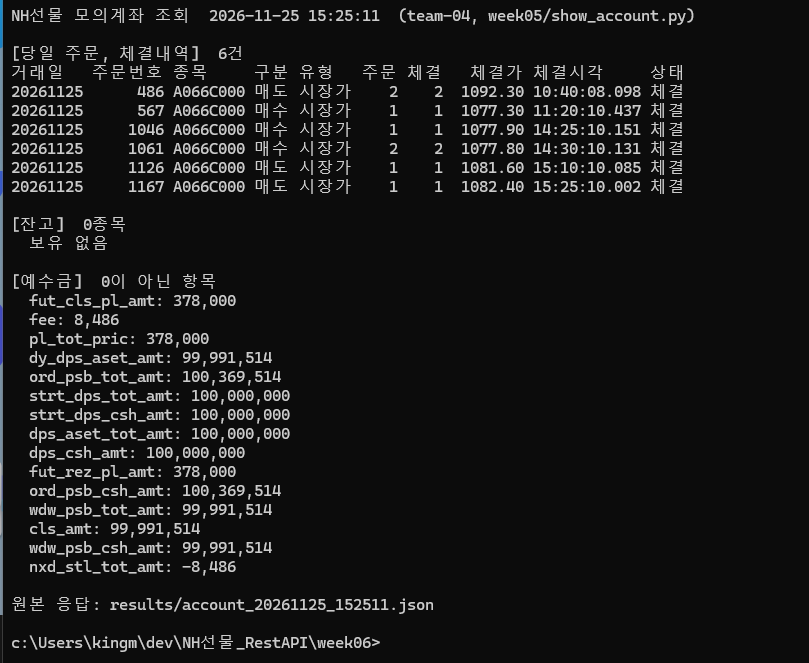 NH선물 모의계좌 조회  2026-11-25 15:25:11  (team-04, week05/show_account.py)
[당일 주문, 체결내역]  6건
거래일   주문번호 종목     구분 유형   주문 체결   체결가 체결시각     상태
20261125      486 A066C000 매도 시장가    2    2  1092.30 10:40:08.098 체결
20261125      567 A066C000 매수 시장가    1    1  1077.30 11:20:10.437 체결
20261125     1046 A066C000 매수 시장가    1    1  1077.90 14:25:10.151 체결
20261125     1061 A066C000 매수 시장가    2    2  1077.80 14:30:10.131 체결
20261125     1126 A066C000 매도 시장가    1    1  1081.60 15:10:10.085 체결
20261125     1167 A066C000 매도 시장가    1    1  1082.40 15:25:10.002 체결
[잔고]  0종목
  보유 없음
[예수금]  0이 아닌 항목
  fut_cls_pl_amt: 378,000
  fee: 8,486
  pl_tot_pric: 378,000
  dy_dps_aset_amt: 99,991,514
  ord_psb_tot_amt: 100,369,514
  strt_dps_tot_amt: 100,000,000
  strt_dps_csh_amt: 100,000,000
  dps_aset_tot_amt: 100,000,000
  dps_csh_amt: 100,000,000
  fut_rez_pl_amt: 378,000
  ord_psb_csh_amt: 100,369,514
  wdw_psb_tot_amt: 99,991,514
  cls_amt: 99,991,514
  wdw_psb_csh_amt: 99,991,514
  nxd_stl_tot_amt: -8,486
원본 응답: results/account_20261125_152511.json
c:\Users\kingm\dev\NH선물_RestAPI\week06>